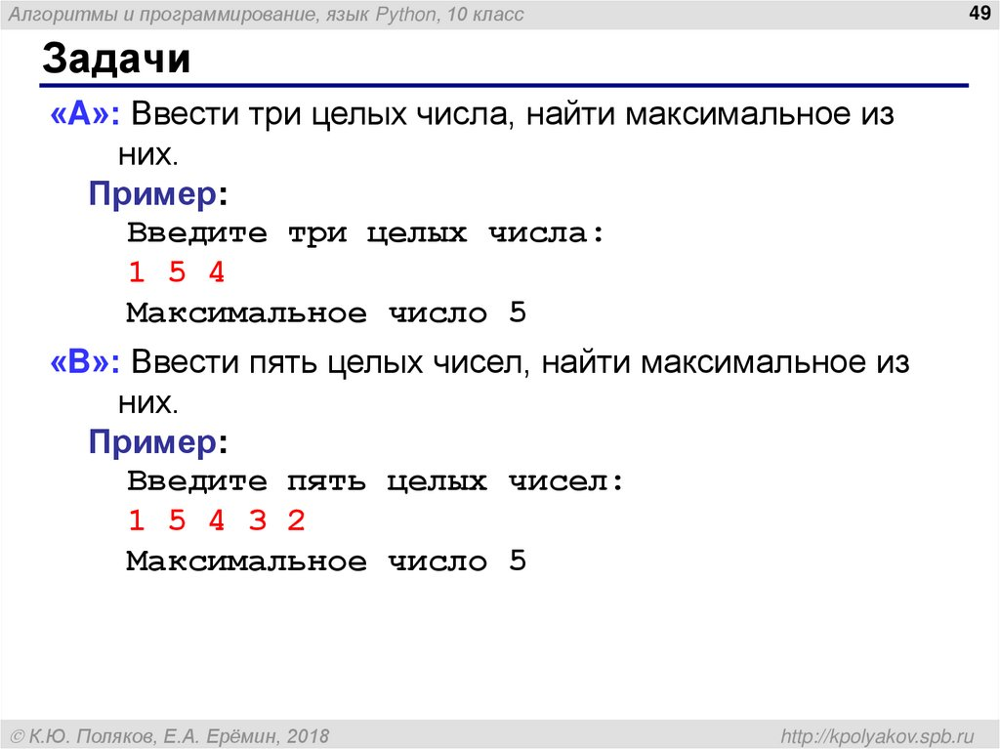 Алгоритмы и программирование, язык Python, 10 класс 49
Задачи
«A»: Ввести три целых числа, найти максимальное из
них.
Пример:
Введите три целых числа:
1 5 4
Максимальное число 5
«B»: Ввести пять целых чисел, найти максимальное из
них.
Пример:
Введите пять целых чисел:
1 5 4 3 2
Максимальное число 5
© К.Ю. Поляков, Е.А. Ерёмин, 2018 http://kpolyakov.spb.ru